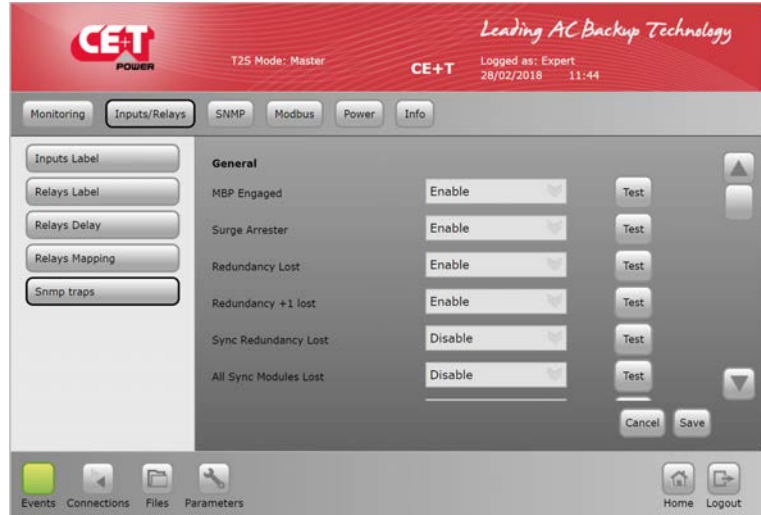 CE+T
POWER
Leading AC Backup Technology
T2S Mode: Master
CE+T
Logged as: Expert
28/02/2018 11:44
Monitoring Inputs/Relays SNMP Modbus Power Info
Inputs Label
Relays Label
Relays Delay
Relays Mapping
Snmp traps
General
MBP Engaged Enable Test
Surge Arrester Enable Test
Redundancy Lost Enable Test
Redundancy +1 lost Enable Test
Sync Redundancy Lost Disable Test
All Sync Modules Lost Disable Test
Cancel Save
Events Connections Files Parameters Home Logout